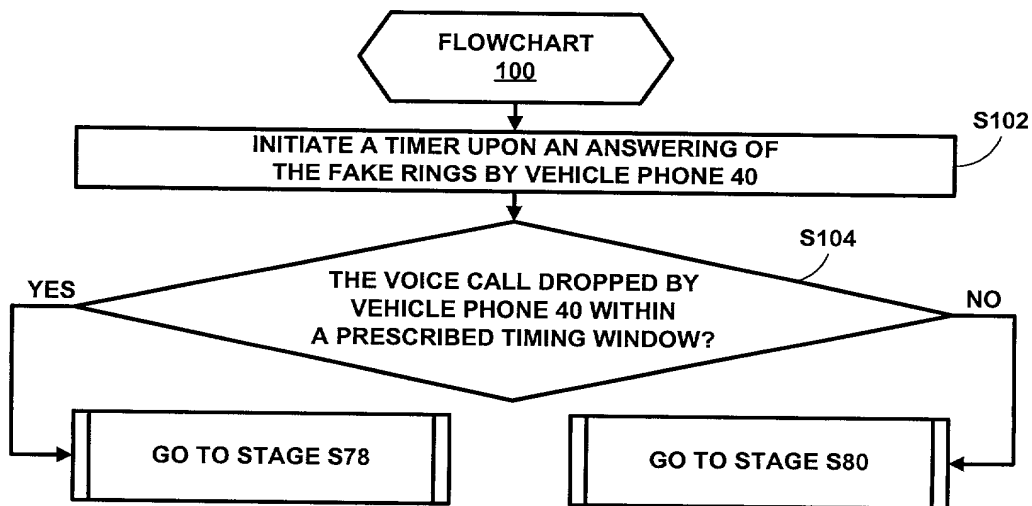 FLOWCHART
100
S102
INITIATE A TIMER UPON AN ANSWERING OF
THE FAKE RINGS BY VEHICLE PHONE 40
S104
YES
THE VOICE CALL DROPPED BY
VEHICLE PHONE 40 WITHIN
A PRESCRIBED TIMING WINDOW?
NO
GO TO STAGE S78
GO TO STAGE S80